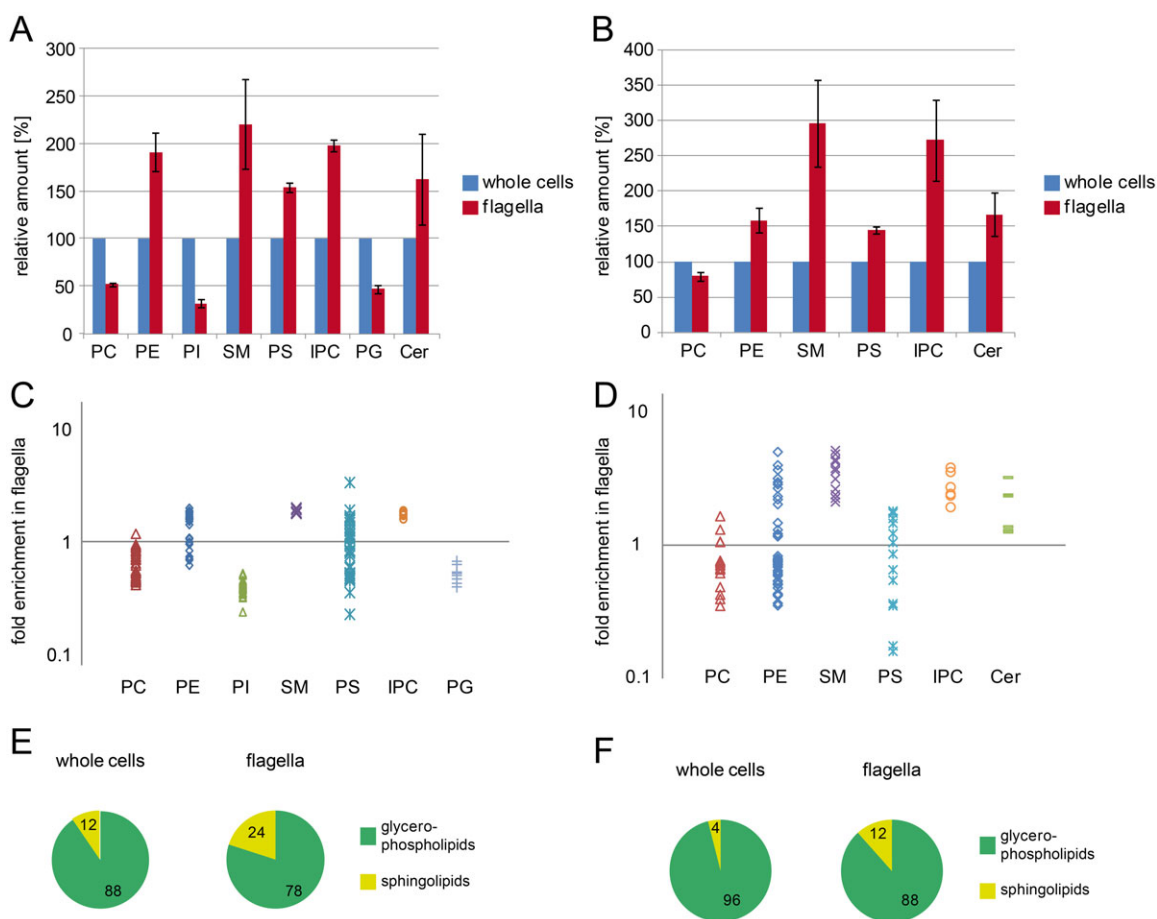 A
relative amount [%]
300
250
200
150
100
50
0
PC PE PI SM PS IPC PG Cer
whole cells
flagella
B
relative amount [%]
400
350
300
250
200
150
100
50
0
PC PE SM PS IPC Cer
whole cells
flagella
C
fold enrichment in flagella
10
1
0.1
PC PE PI SM PS IPC PG
D
fold enrichment in flagella
10
1
0.1
PC PE SM PS IPC Cer
E
whole cells flagella
12
88
24
78
glycero-
phospholipids
sphingolipids
F
whole cells flagella
4
96
12
88
glycero-
phospholipids
sphingolipids